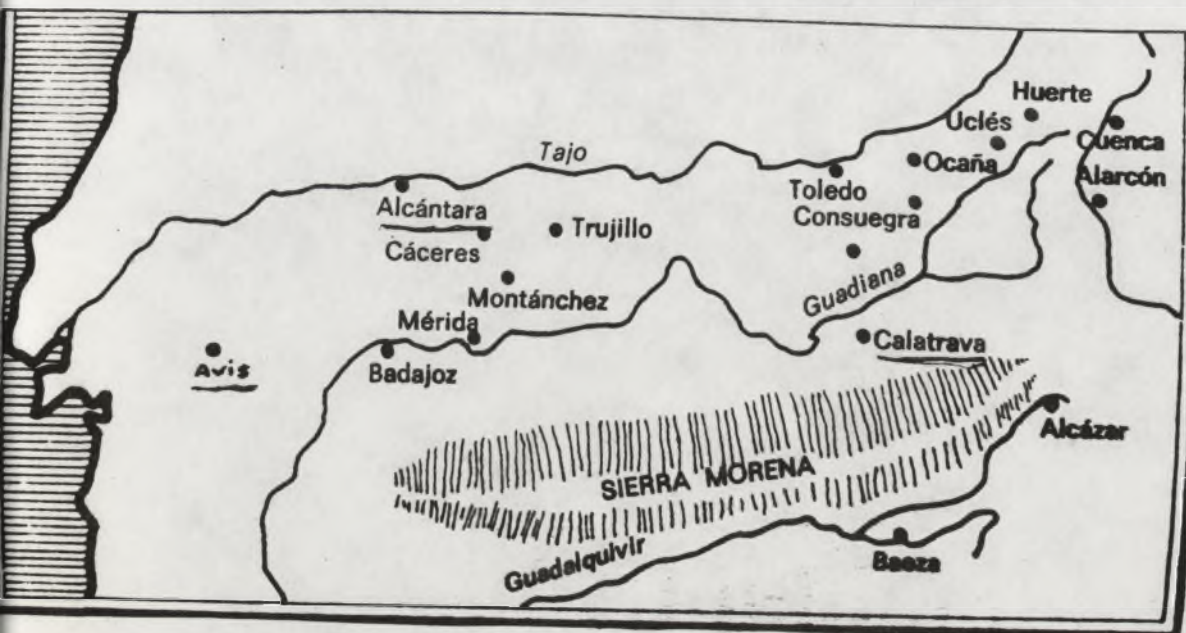 Huerte
Uclés
Cuenca
Tajo
Ocaña
Toledo
Alarcón
Alcántara
Consuegra
Trujillo
Cáceres
Guadiana
Montánchez
Mérida
Calatrava
Avis
Badajoz
Alcázar
SIERRA MORENA
Guadalquivir
Baeza